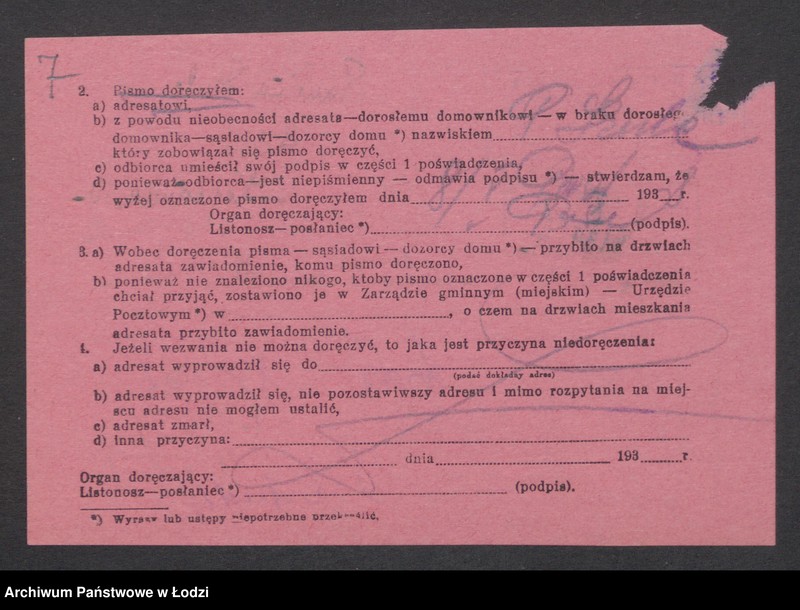 7
2. Pismo doręczyłem:
a) adresatowi,
b) z powodu nieobecności adresata—dorosłemu domownikowi — w braku dorosłeg
domownika—sąsiadowi—dozorcy domu *) nazwiskiem
który zobowiązał się pismo doręczyć,
c) odbiorca umieścił swój podpis w części 1 poświadczenia,
d) ponieważ odbiorca—jest niepiśmienny — odmawia podpisu *) — stwierdzam, że
wyżej oznaczone pismo doręczyłem dnia 193 r.
Organ doręczający:
Listonosz—posłaniec *) (podpis).
3. a) Wobec doręczenia pisma — sąsiadowi — dozorcy domu *) — przybito na drzwiach
adresata zawiadomienie, komu pismo doręczono,
b) ponieważ nie znaleziono nikogo, ktoby pismo oznaczone w części 1 poświadczenia
chciał przyjąć, zostawiono je w Zarządzie gminnym (miejskim) — Urzędzie
Pocztowym *) w , o czem na drzwiach mieszkania
adresata przybito zawiadomienie.
4. Jeżeli wezwania nie można doręczyć, to jaka jest przyczyna niedoręczenia:
a) adresat wyprowadził się do
(podać dokładny adres)
b) adresat wyprowadził się, nie pozostawiwszy adresu i mimo rozpytania na miej-
scu adresu nie mogłem ustalić,
c) adresat zmarł,
d) inna przyczyna:
dnia 193 r.
Organ doręczający:
Listonosz—posłaniec *) (podpis).
*) Wyrazy lub ustępy niepotrzebne przekreślić.
Archiwum Państwowe w Łodzi